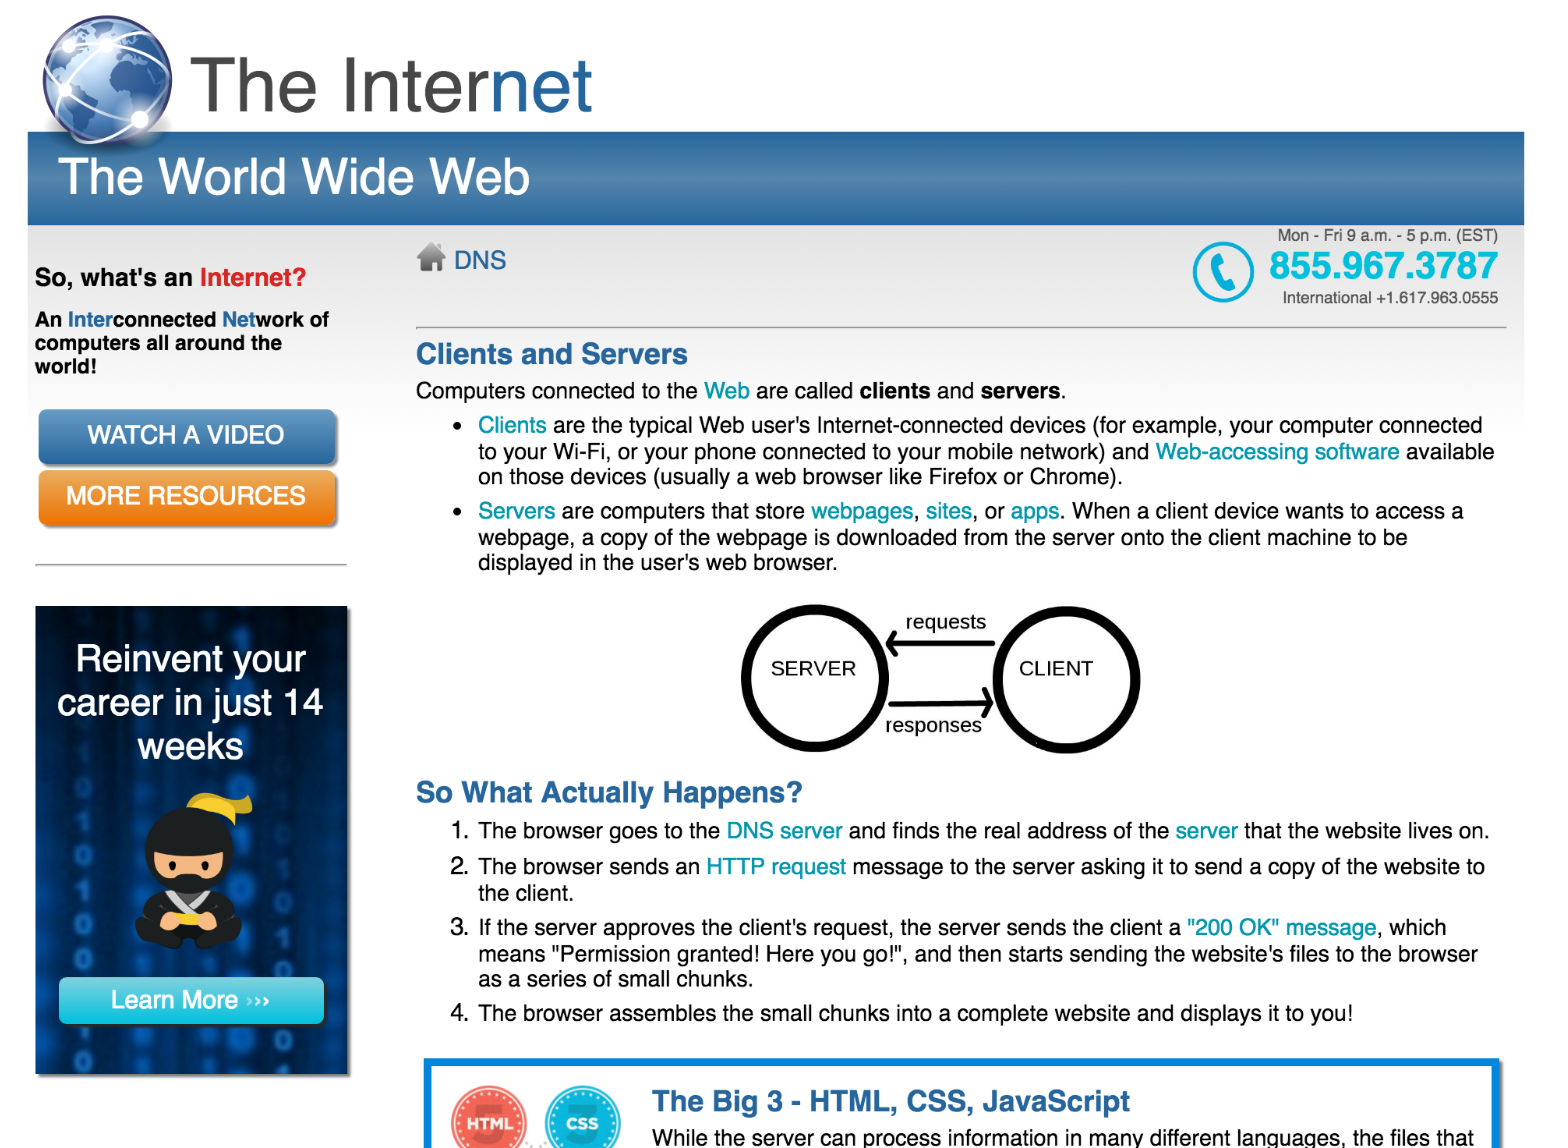 The Internet
The World Wide Web
So, what's an Internet?
An Interconnected Network of
computers all around the
world!
WATCH A VIDEO
MORE RESOURCES
Reinvent your
career in just 14
weeks
Learn More ›››
DNS
Mon - Fri 9 a.m. - 5 p.m. (EST)
855.967.3787
International +1.617.963.0555
Clients and Servers
Computers connected to the Web are called clients and servers.
• Clients are the typical Web user's Internet-connected devices (for example, your computer connected
to your Wi-Fi, or your phone connected to your mobile network) and Web-accessing software available
on those devices (usually a web browser like Firefox or Chrome).
• Servers are computers that store webpages, sites, or apps. When a client device wants to access a
webpage, a copy of the webpage is downloaded from the server onto the client machine to be
displayed in the user's web browser.
requests
SERVER
CLIENT
responses
So What Actually Happens?
1. The browser goes to the DNS server and finds the real address of the server that the website lives on.
2. The browser sends an HTTP request message to the server asking it to send a copy of the website to
the client.
3. If the server approves the client's request, the server sends the client a "200 OK" message, which
means "Permission granted! Here you go!", and then starts sending the website's files to the browser
as a series of small chunks.
4. The browser assembles the small chunks into a complete website and displays it to you!
HTML
CSS
The Big 3 - HTML, CSS, JavaScript
While the server can process information in many different languages, the files that